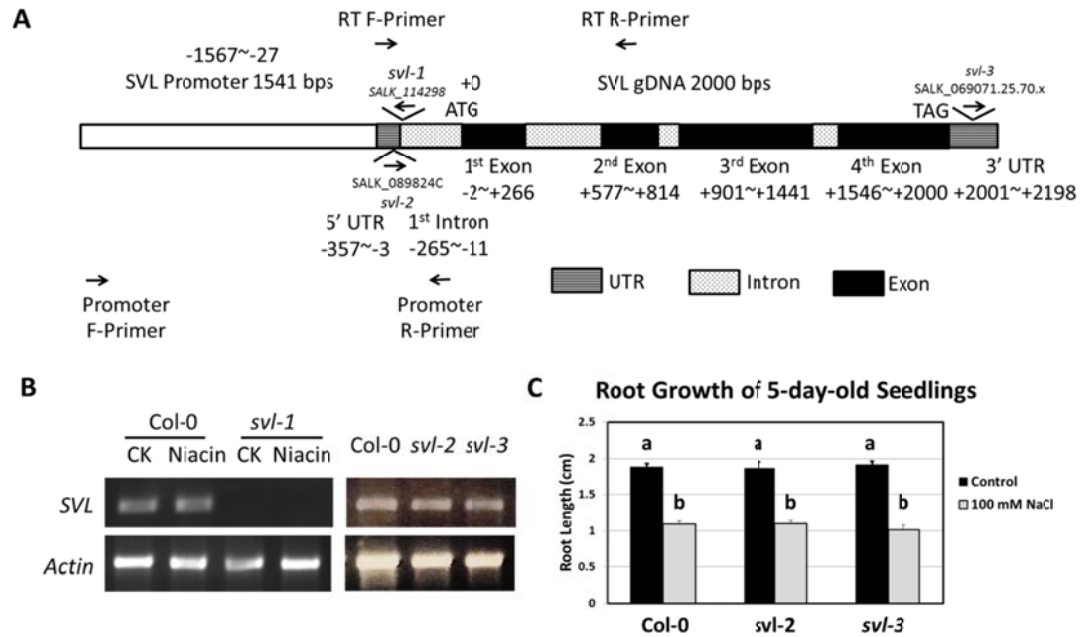 A
RT F-Primer
RT R-Primer
-1567~-27
SVL Promoter 1541 bps
svl-1
SALK_114298
+0
ATG
SVL gDNA 2000 bps
svl-3
SALK_069071.25.70.x
TAG
SALK_089824C
svl-2
1st Exon
-2~+266
2nd Exon
+577~+814
3rd Exon
+901~+1441
4th Exon
+1546~+2000
3' UTR
+2001~+2198
5' UTR
-357~-3
1st Intron
-265~-11
Promoter
F-Primer
Promoter
R-Primer
UTR
Intron
Exon
B
Col-0
svl-1
CK Niacin CK Niacin
Col-0 svl-2 svl-3
SVL
Actin
C
Root Growth of 5-day-old Seedlings
Root Length (cm)
2.5
2
1.5
1
0.5
0
a
b
a
b
a
b
Control
100 mM NaCl
Col-0
svl-2
svl-3